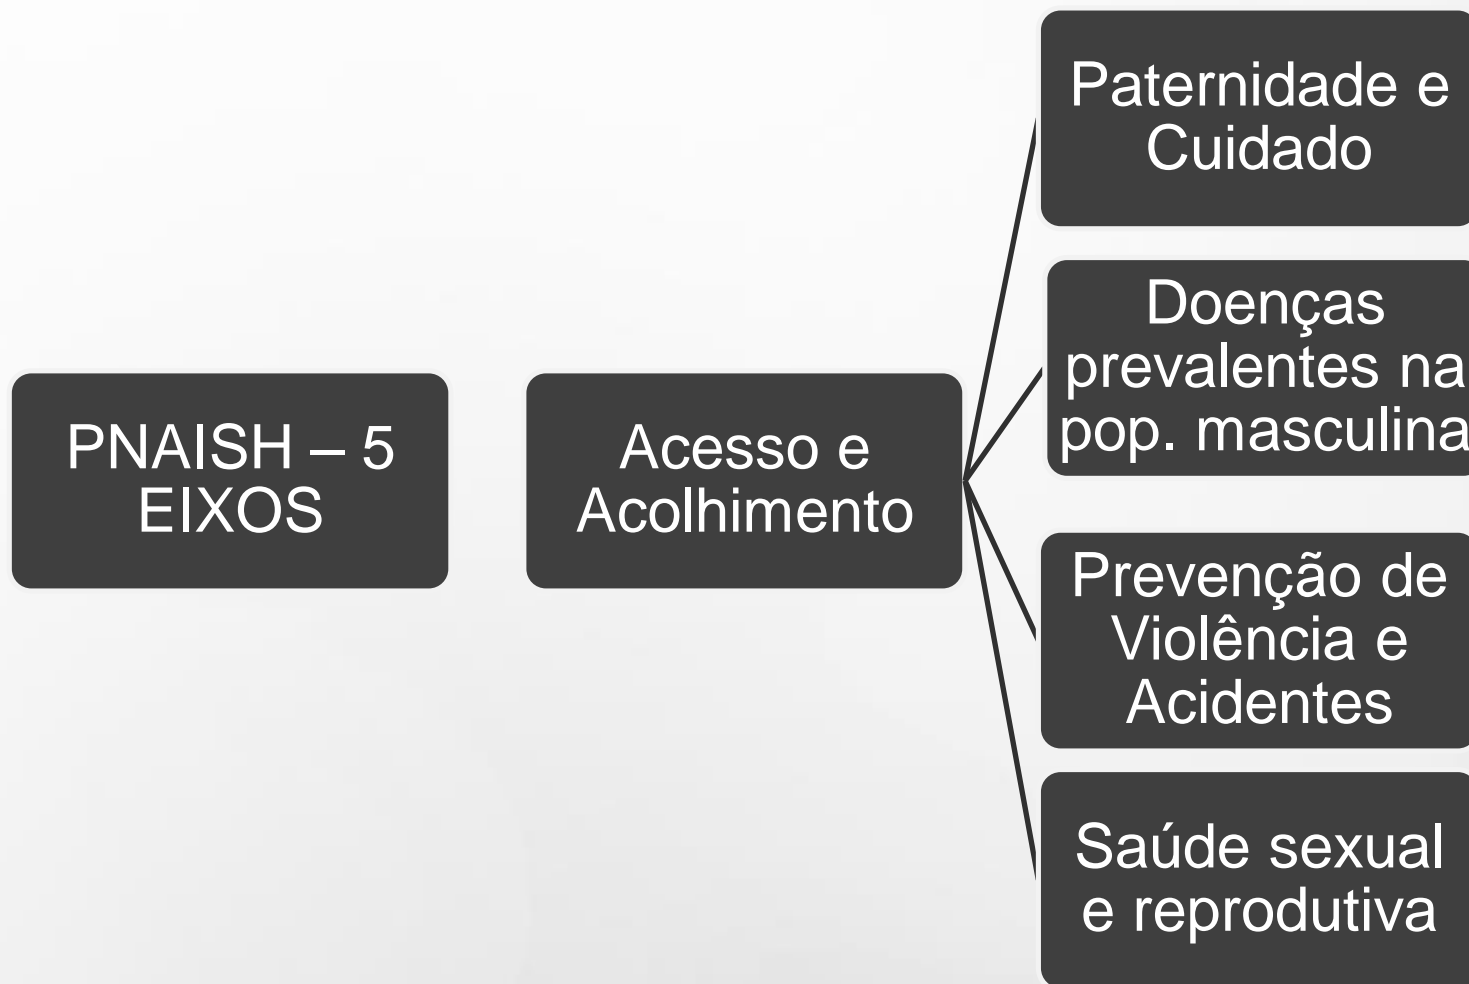 PNAISH – 5
EIXOS
Acesso e
Acolhimento
Paternidade e
Cuidado
Doenças
prevalentes na
pop. masculina
Prevenção de
Violência e
Acidentes
Saúde sexual
e reprodutiva